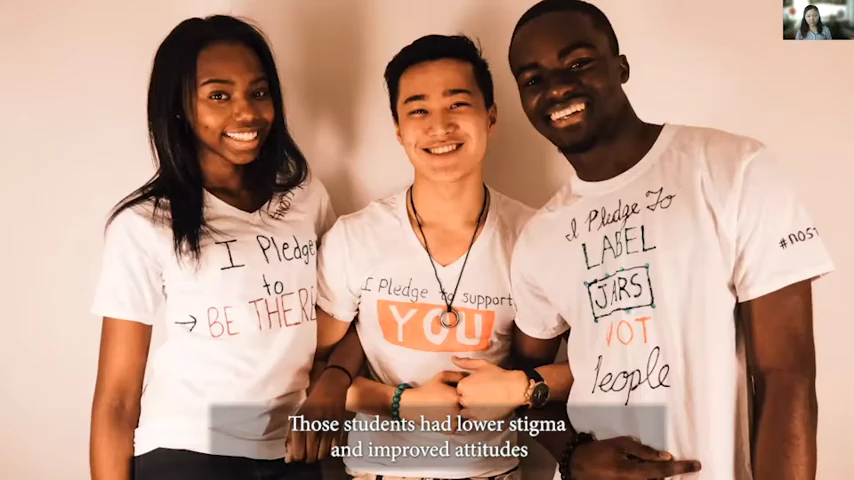 I Pledge
to
→ BE THERE
I Pledge to support
YOU
I Pledge To
LABEL
JARS
NOT
people
#nosti
Those students had lower stigma
and improved attitudes